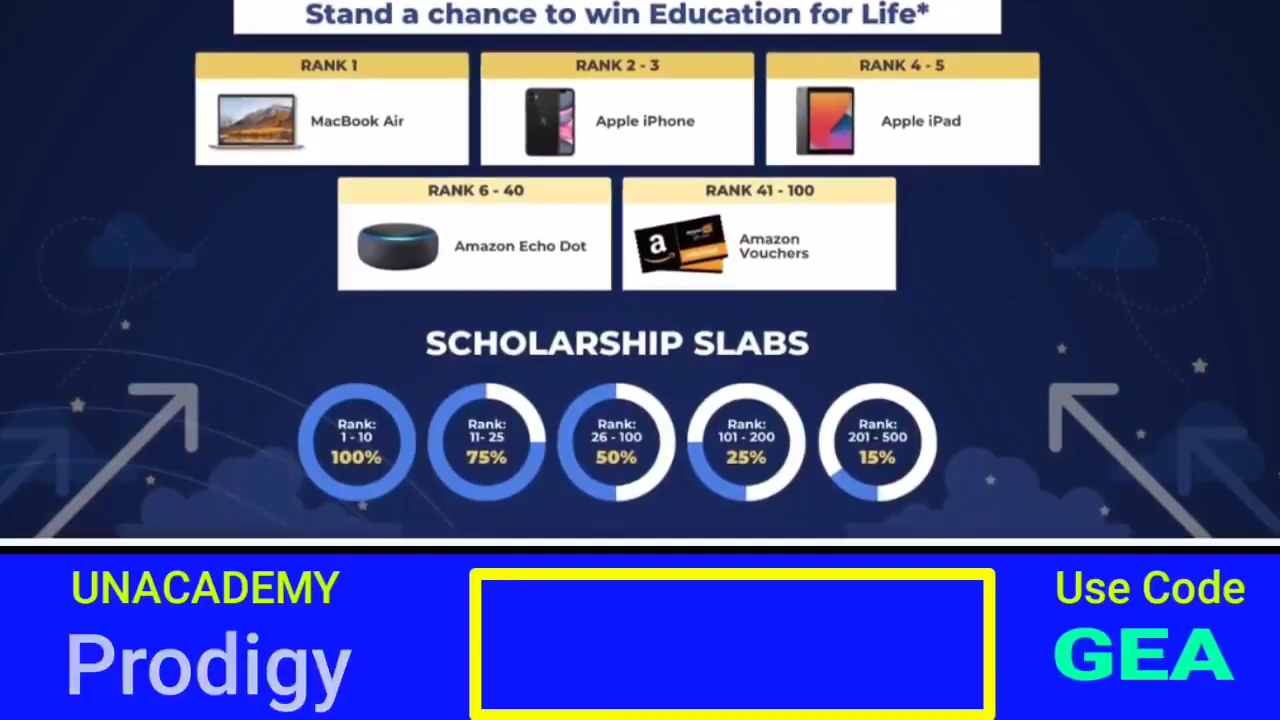 Stand a chance to win Education for Life*
RANK 1
RANK 2 - 3
RANK 4 - 5
MacBook Air
Apple iPhone
Apple iPad
RANK 6 - 40
RANK 41 - 100
Amazon Echo Dot
a
Amazon
Vouchers
SCHOLARSHIP SLABS
Rank:
1 - 10
100%
Rank:
11- 25
75%
Rank:
26 - 100
50%
Rank:
101 - 200
25%
Rank:
201 - 500
15%
UNACADEMY
Prodigy
Use Code
GEA